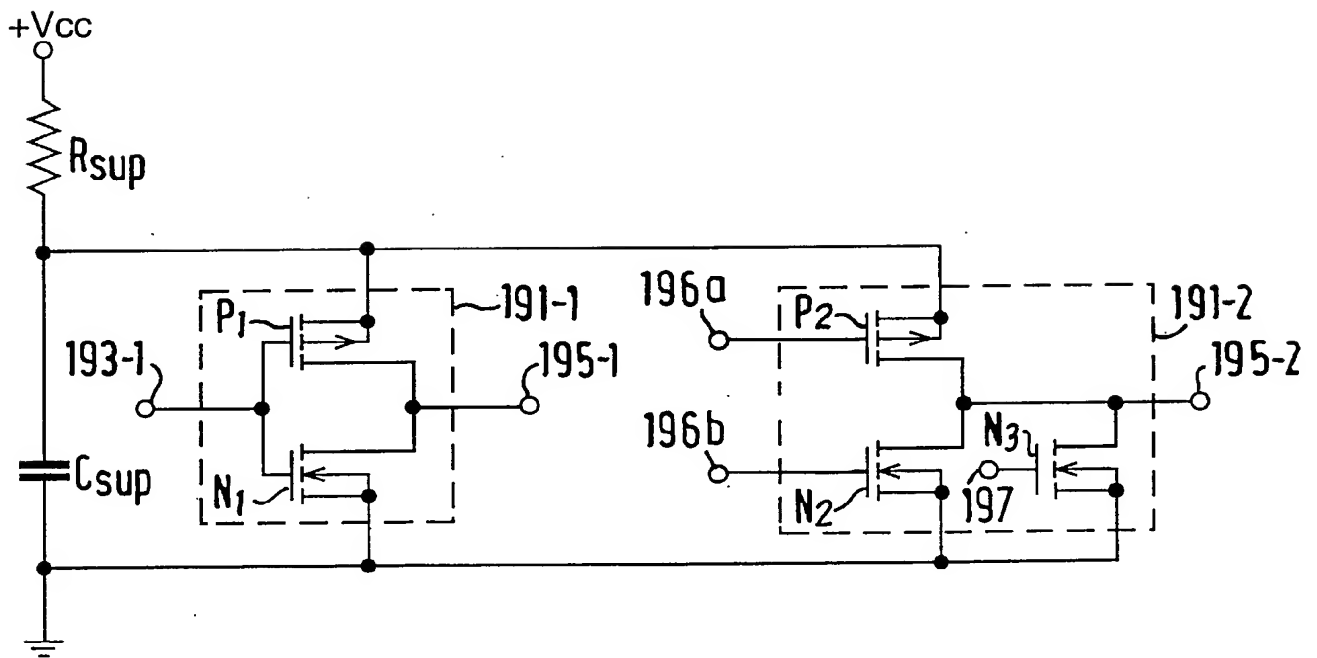 +Vcc
Rsup
Csup
193-1
P1
N1
191-1
195-1
196a
196b
P2
N2
N3
197
191-2
195-2